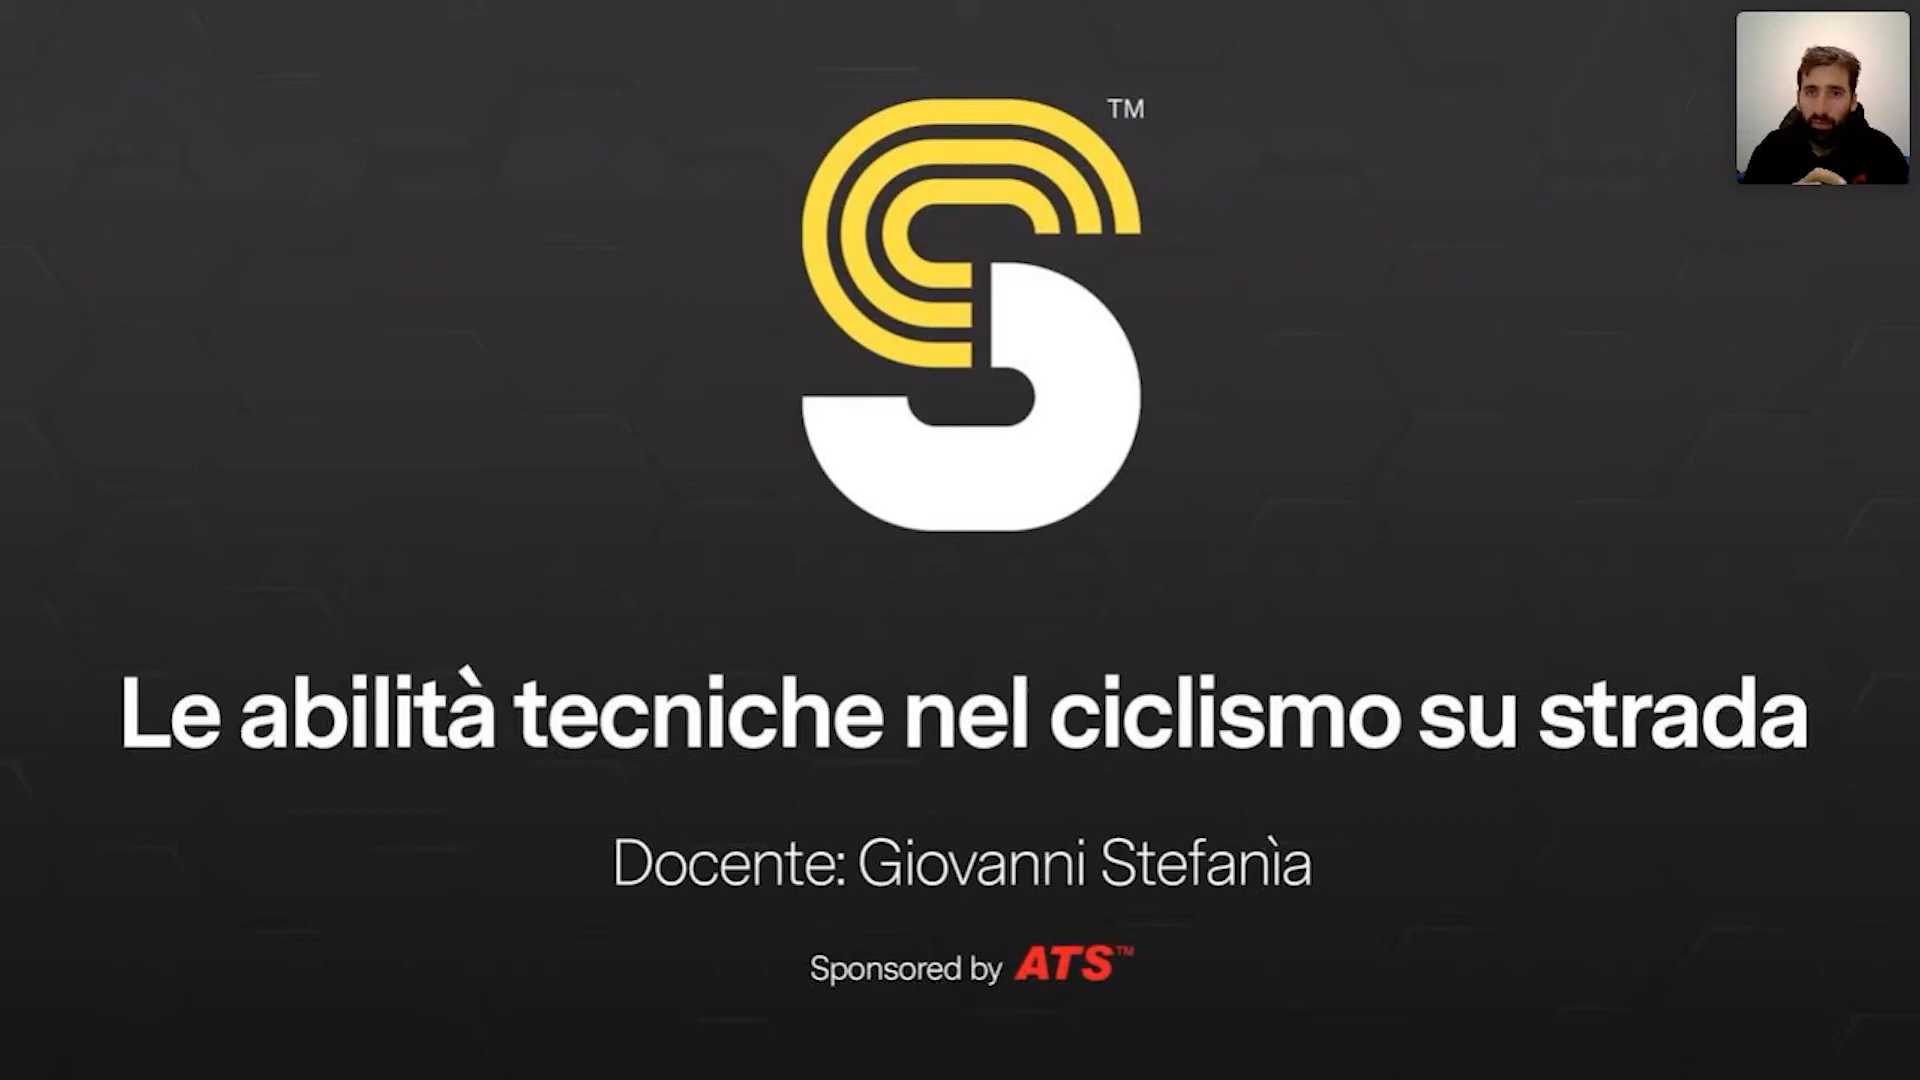 TM
Le abilità tecniche nel ciclismo su strada
Docente: Giovanni Stefanìa
Sponsored by ATS™